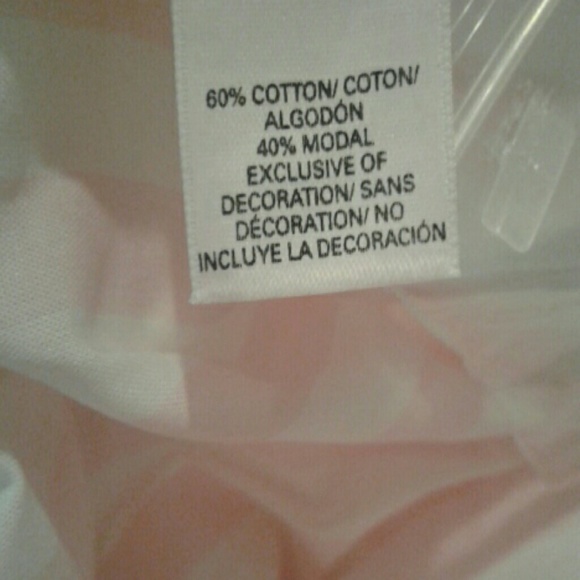 60% COTTON/ COTON/
ALGODÓN
40% MODAL
EXCLUSIVE OF
DECORATION/ SANS
DÉCORATION/ NO
INCLUYE LA DECORACIÓN